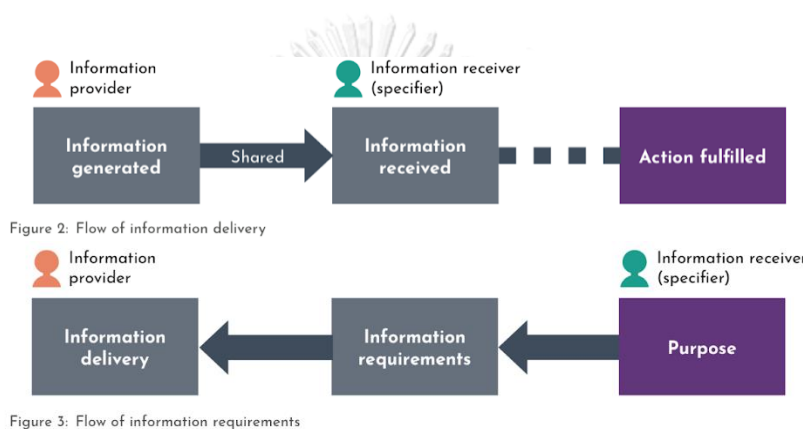 Information
provider
Information receiver
(specifier)
Information
generated
Shared
Information
received
Action fulfilled
Figure 2: Flow of information delivery
Information
provider
Information receiver
(specifier)
Information
delivery
Information
requirements
Purpose
Figure 3: Flow of information requirements